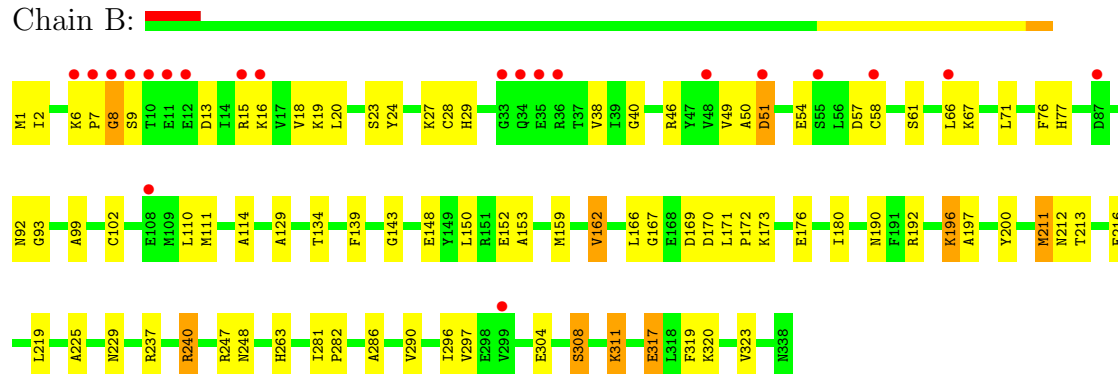 Chain B:
M1 I2 K6 P7 G8 S9 T10 E11 E12 D13 I14 R15 K16 V17 V18 K19 L20 S23 Y24 K27 C28 H29 G33 Q34 E35 R36 T37 V38 I39 G40 R46 Y47 V48 V49 A50 D51 E54 S55 L56 D57 C58 S61 L66 K67 L71 F76 H77 D87
N92 G93 A99 C102 E108 M109 L110 M111 A114 A129 T134 F139 G143 E148 Y149 L150 R151 E152 A153 M159 V162 L166 G167 E168 D169 D170 L171 P172 K173 E176 I180 N190 F191 R192 K196 A197 Y200 M211 N212 T213
L219 A225 N229 R237 R240 R247 N248 H263 I281 P282 A286 V290 I296 V297 E298 V299 E304 S308 K311 E317 L318 F319 K320 V323 N338